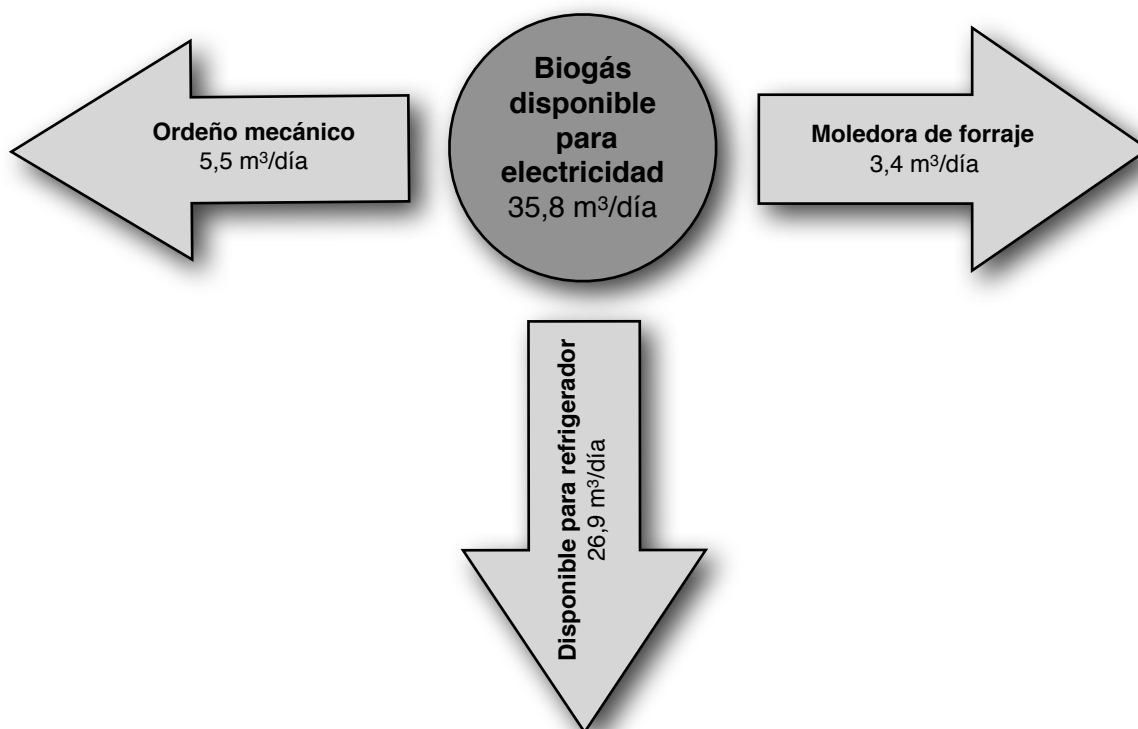 Biogás
disponible
para
electricidad
35,8 m³/día
Ordeño mecánico
5,5 m³/día
Moledora de forraje
3,4 m³/día
Disponible para refrigerador
26,9 m³/día